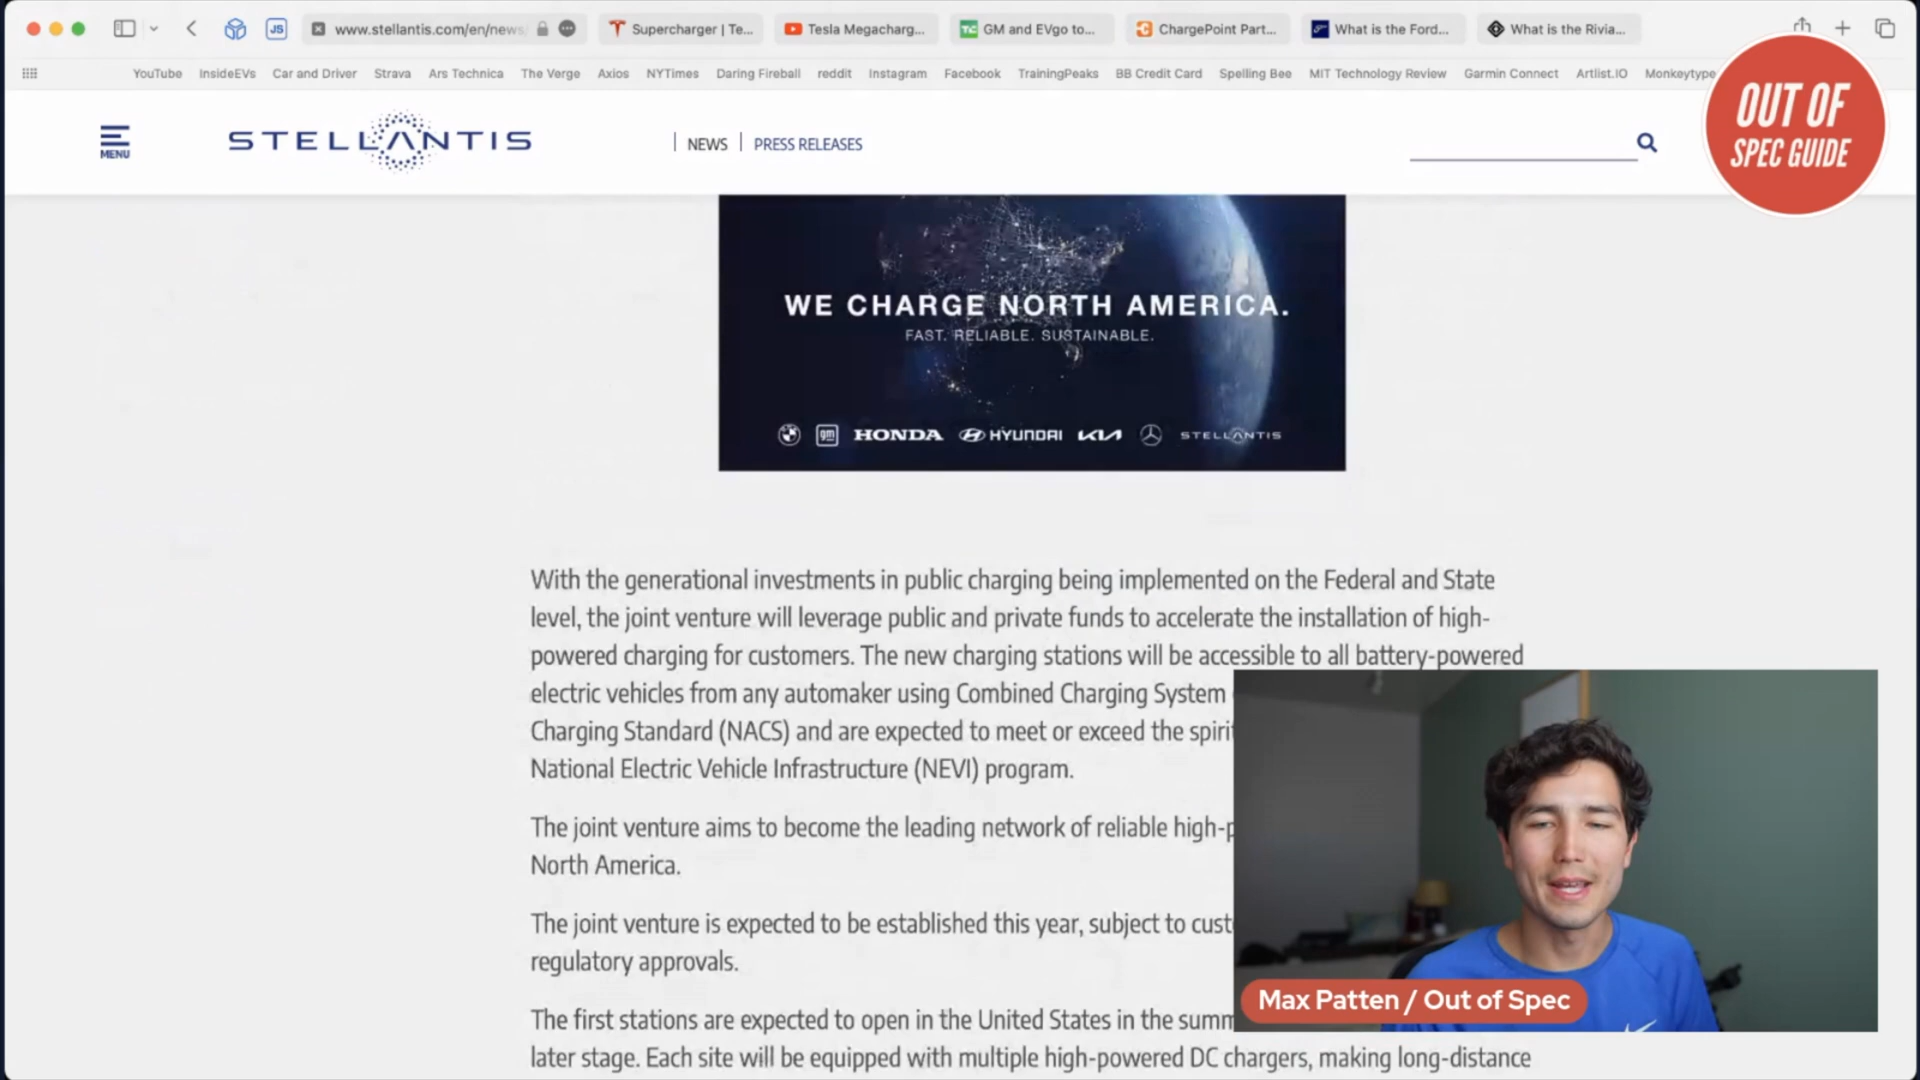 JS
www.stellantis.com/en/news/
Supercharger | Te...
Tesla Megacharg...
TC
GM and EVgo to...
ChargePoint Part...
What is the Ford...
What is the Rivia...
YouTube InsideEVs Car and Driver Strava Ars Technica The Verge Axios NYTimes Daring Fireball reddit Instagram Facebook TrainingPeaks BB Credit Card Spelling Bee MIT Technology Review Garmin Connect Artlist.IO Monkeytype
OUT OF
SPEC GUIDE
MENU
STELLANTIS
NEWS
PRESS RELEASES
WE CHARGE NORTH AMERICA.
FAST. RELIABLE. SUSTAINABLE.
gm HONDA HYUNDAI KIA STELLANTIS
With the generational investments in public charging being implemented on the Federal and State
level, the joint venture will leverage public and private funds to accelerate the installation of high-
powered charging for customers. The new charging stations will be accessible to all battery-powered
electric vehicles from any automaker using Combined Charging System
Charging Standard (NACS) and are expected to meet or exceed the spirit
National Electric Vehicle Infrastructure (NEVI) program.
The joint venture aims to become the leading network of reliable high-p
North America.
The joint venture is expected to be established this year, subject to cust
regulatory approvals.
The first stations are expected to open in the United States in the summ
later stage. Each site will be equipped with multiple high-powered DC chargers, making long-distance
Max Patten / Out of Spec